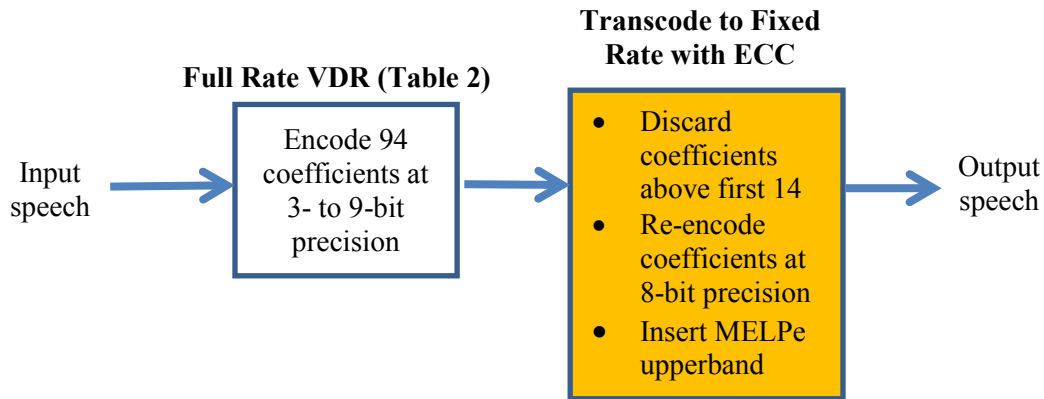 Transcode to Fixed
Rate with ECC
Full Rate VDR (Table 2)
Input
speech
Encode 94
coefficients at
3- to 9-bit
precision
• Discard
coefficients
above first 14
• Re-encode
coefficients at
8-bit precision
• Insert MELPe
upperband
Output
speech